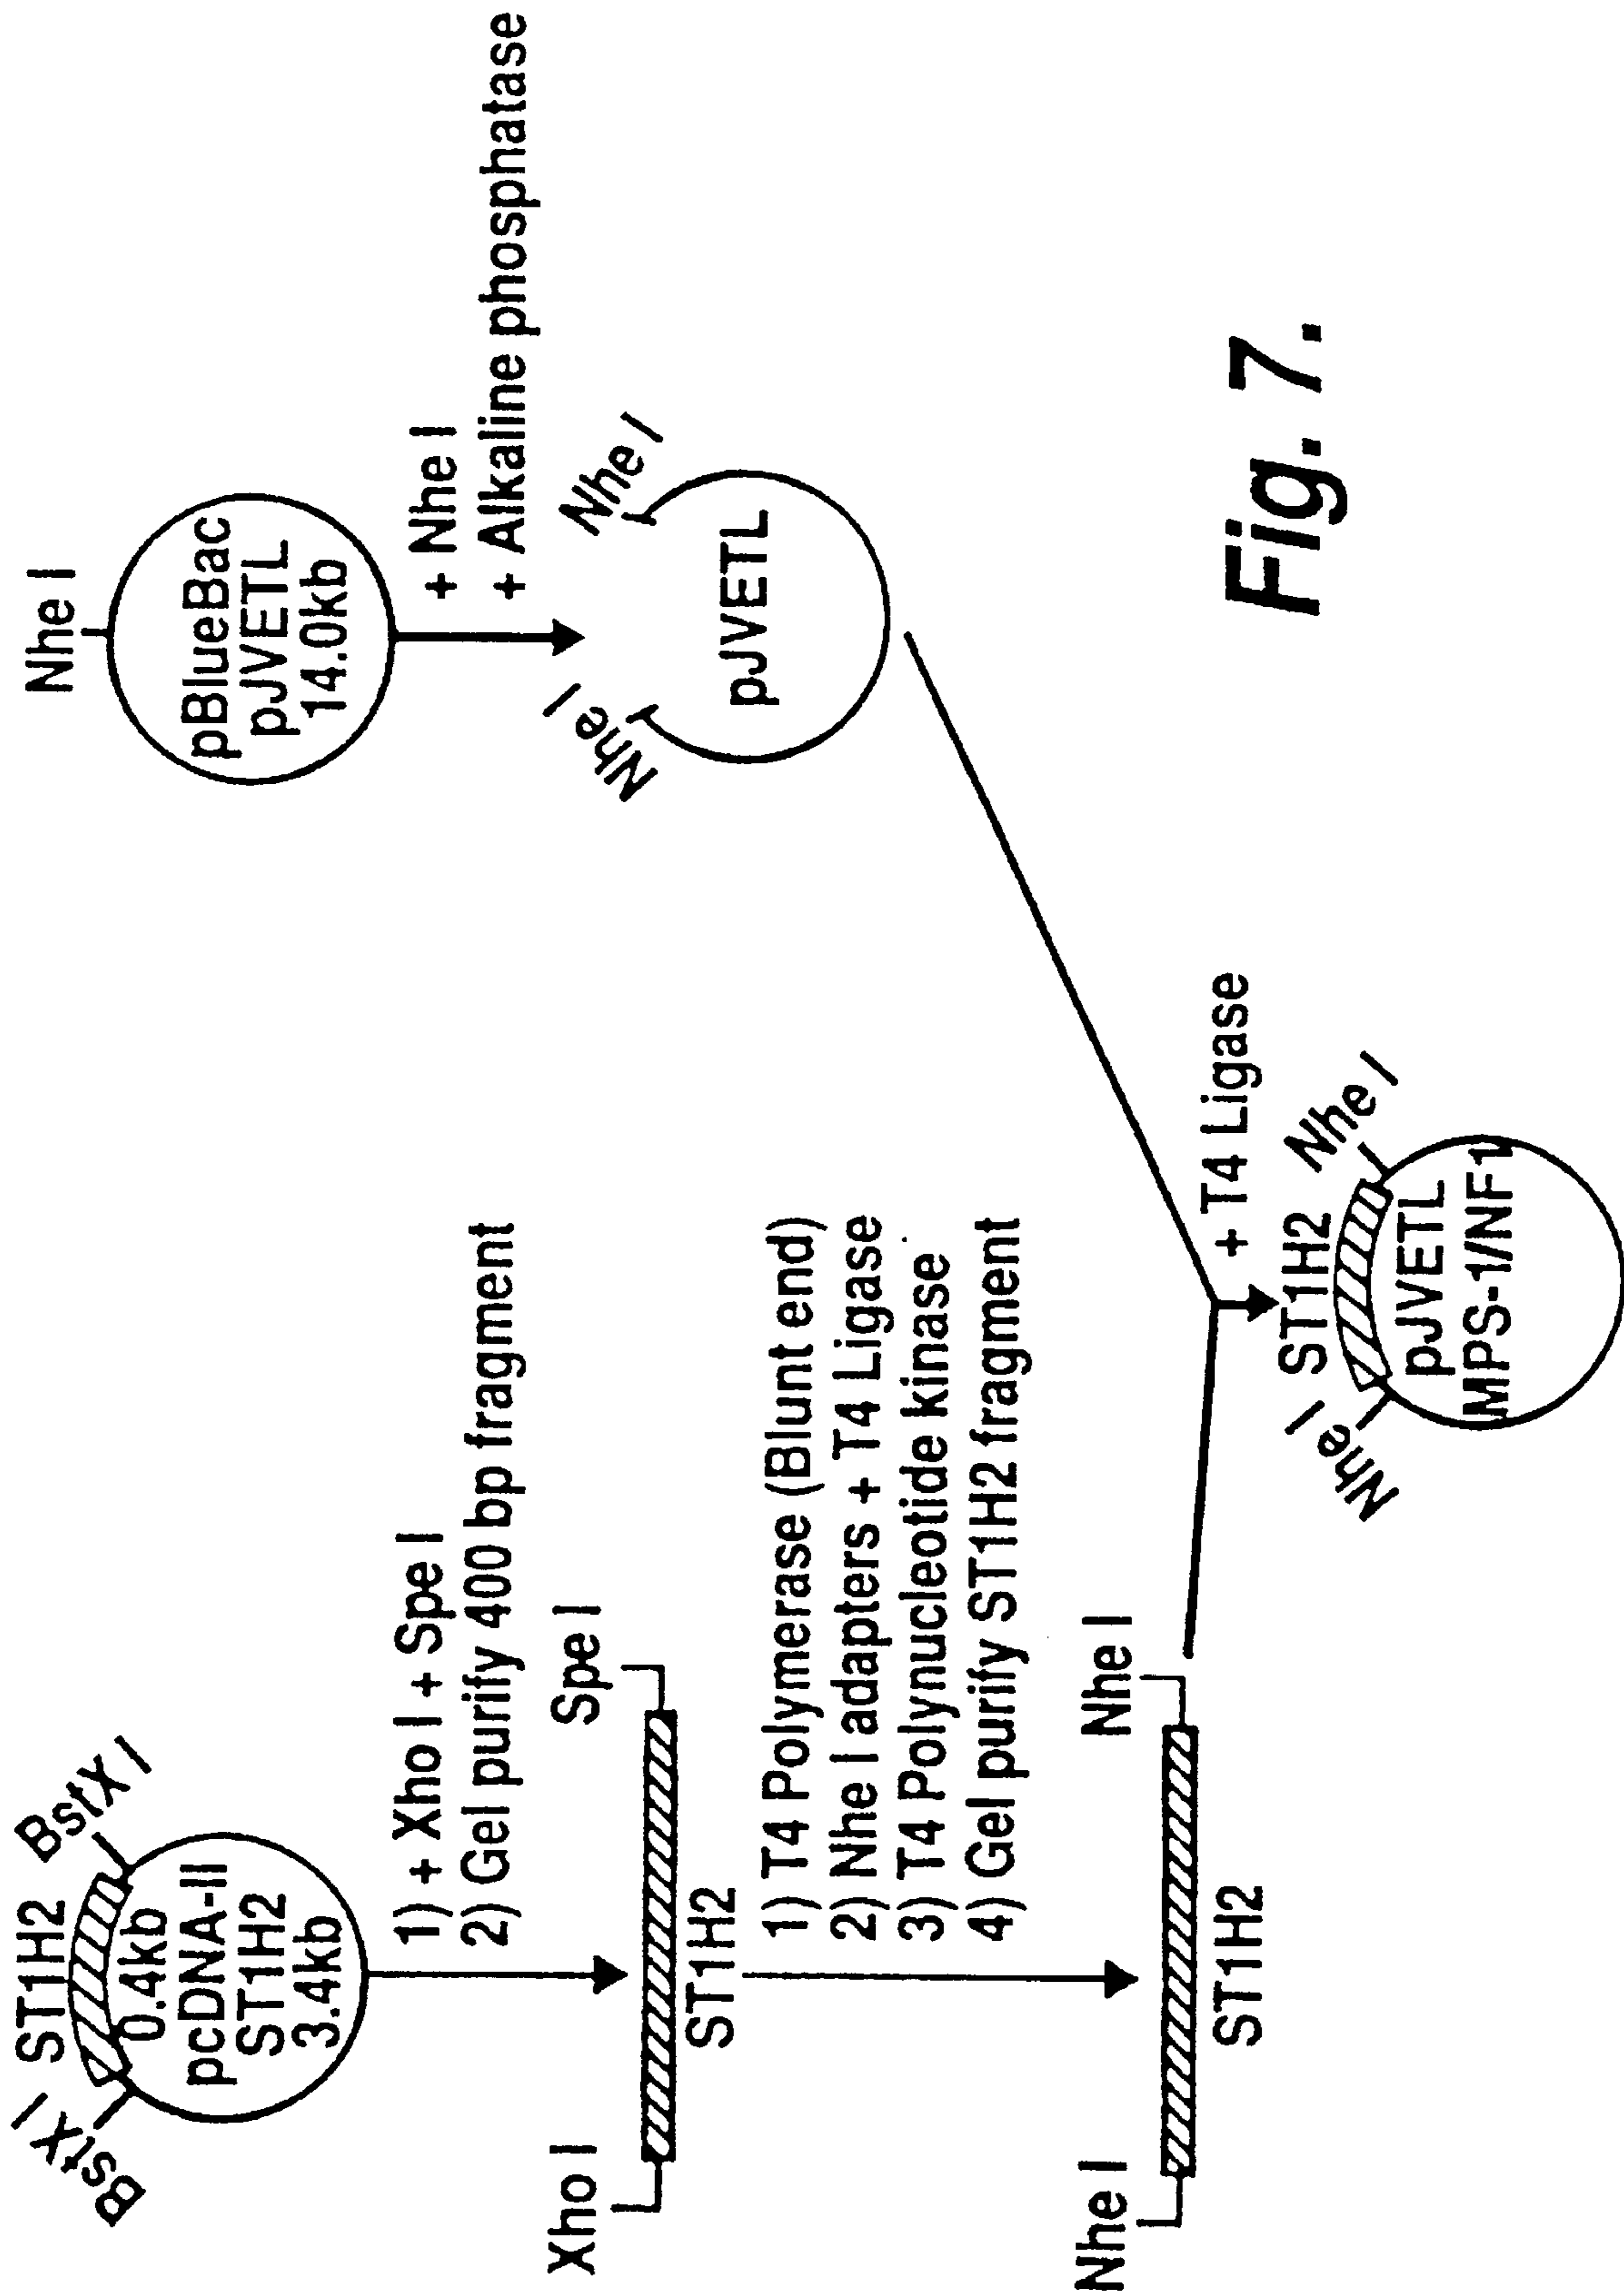 BstX I
ST1H2
BstX I
0.4kb
pcDNA-II
ST1H2
3.4kb
1) + Xho I + Spe I
2) Gel purify 400 bp fragment
Xho I
Spe I
ST1H2
1) T4 Polymerase (Blunt end)
2) Nhe I adapters + T4 Ligase
3) T4 Polynucleotide kinase
4) Gel purify ST1H2 fragment
Nhe I
Nhe I
ST1H2
Nhe I
pBlueBac
pJVETL
14.0kb
+ Nhe I
+ Alkaline phosphatase
Nhe I
Nhe I
pJVETL
+ T4 Ligase
Nhe I
ST1H2
Nhe I
pJVETL
MPS-1/NF1
Fig. 7.